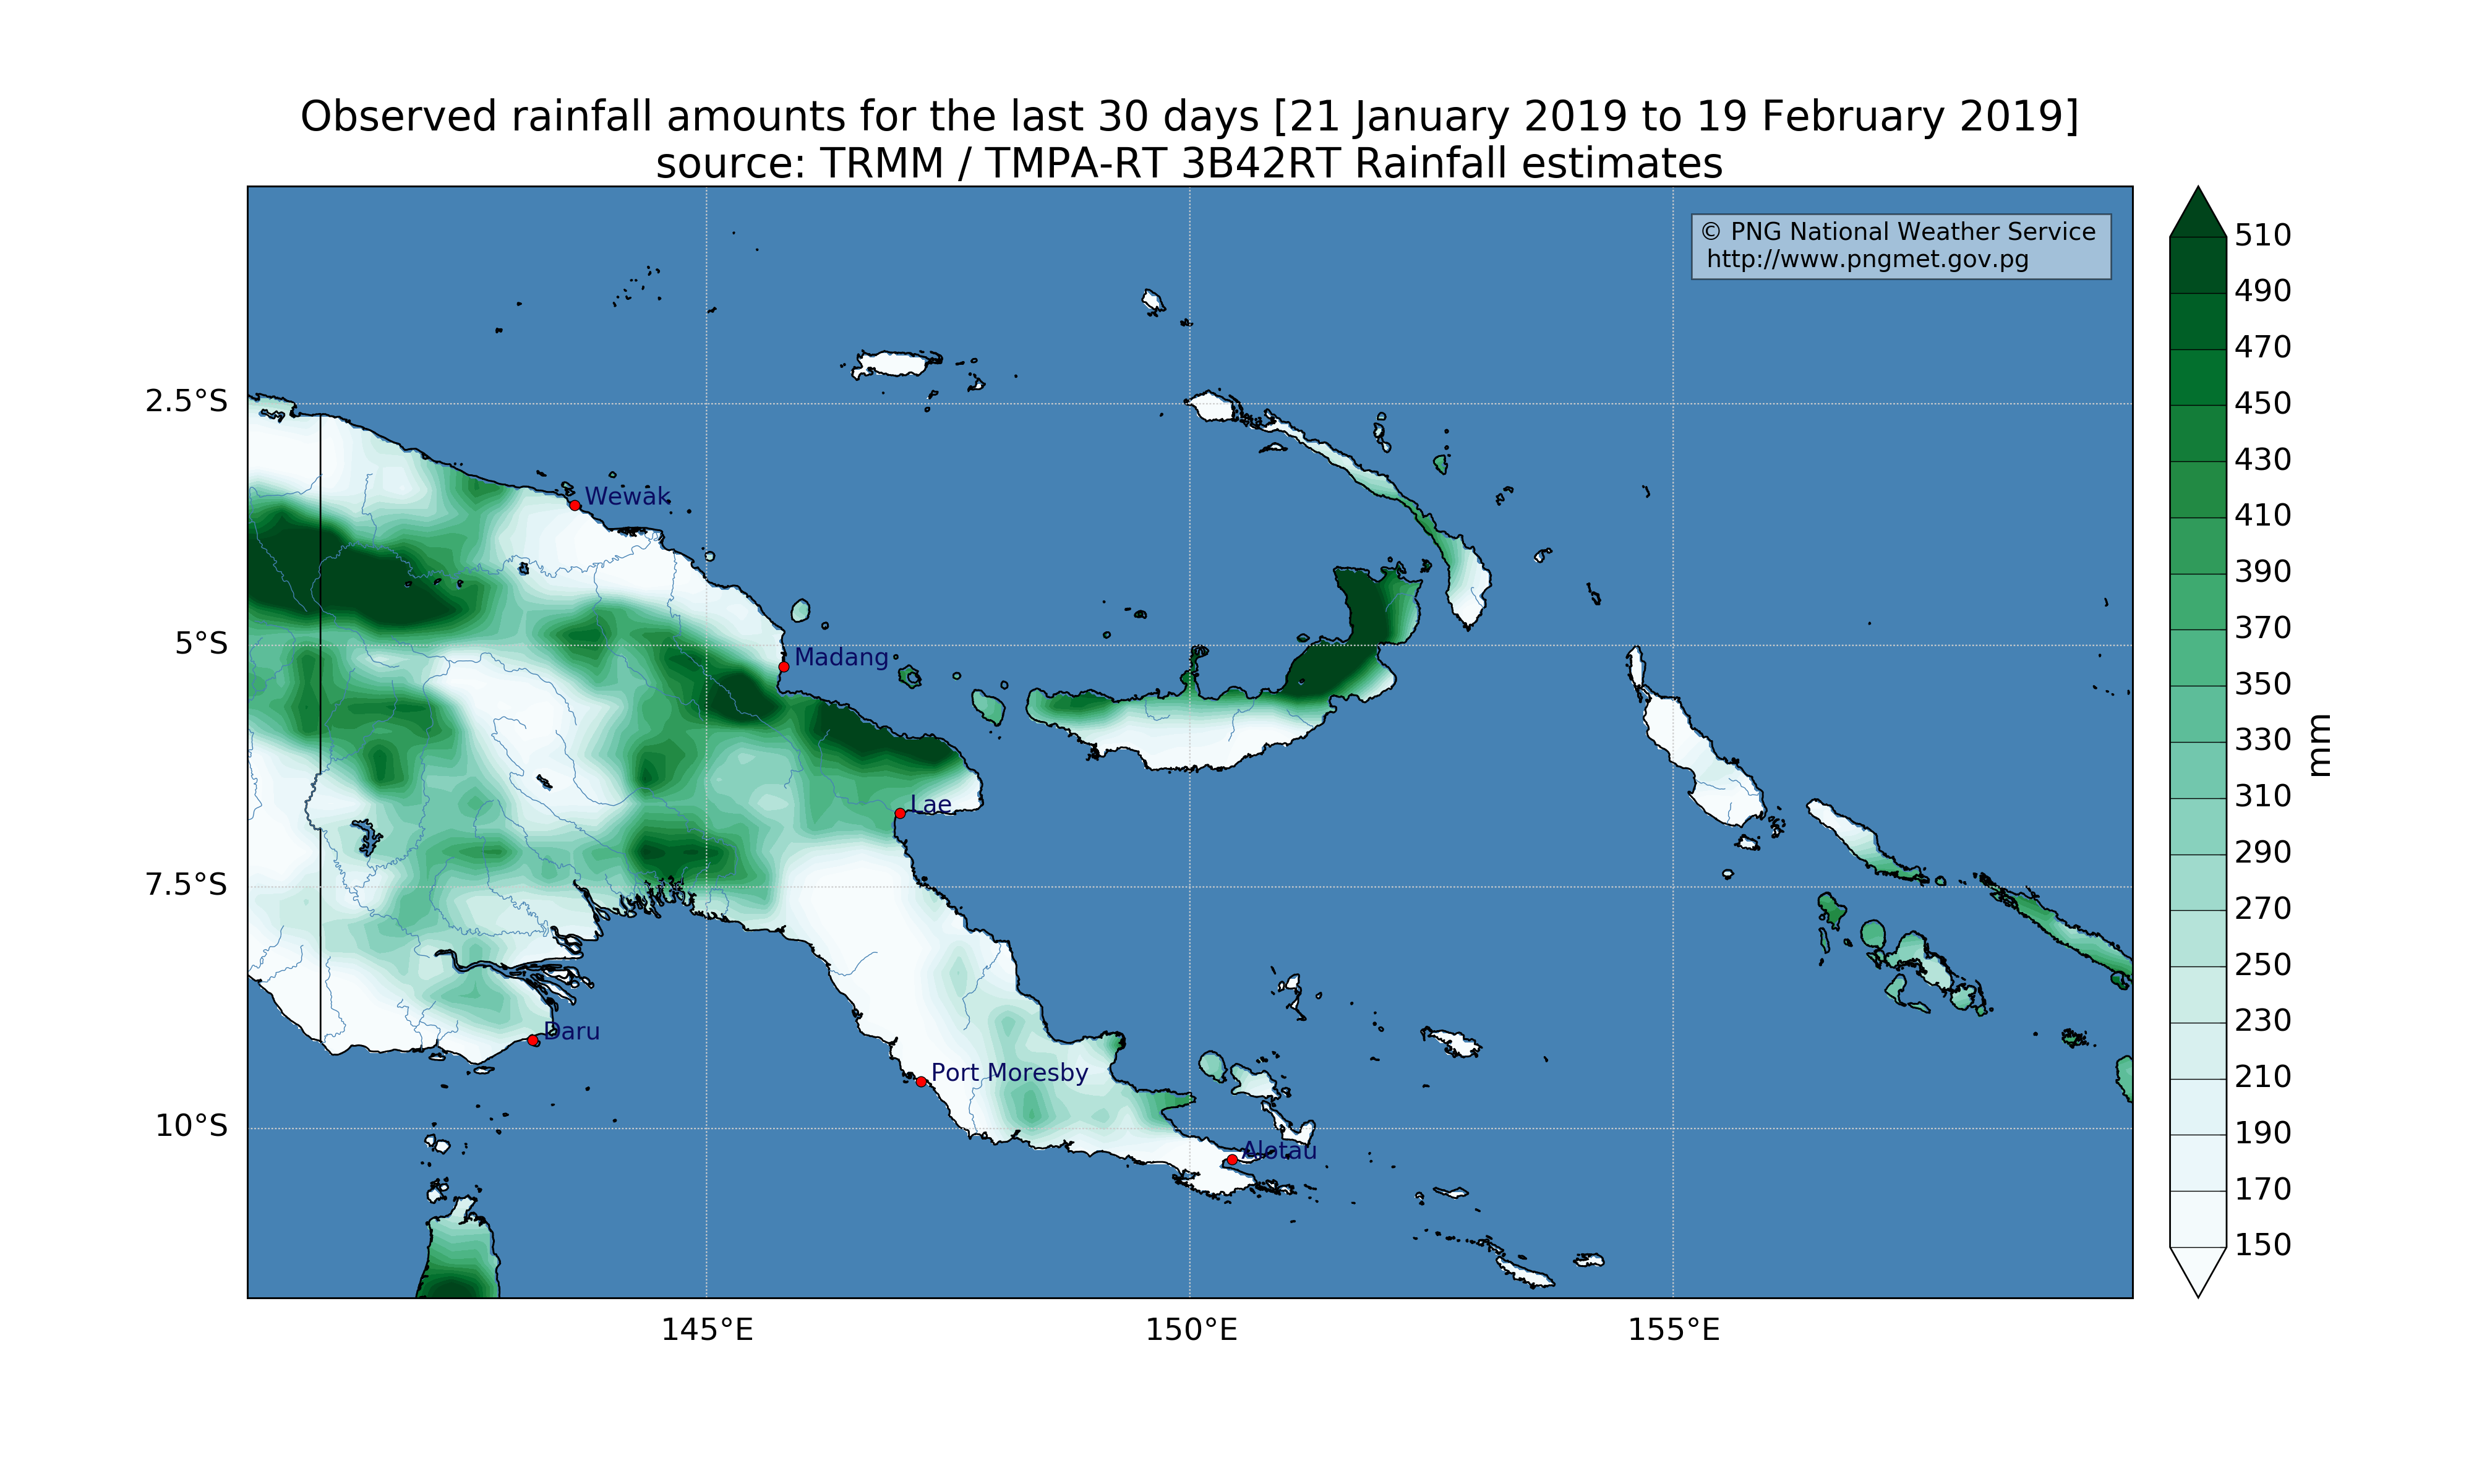 Observed rainfall amounts for the last 30 days [21 January 2019 to 19 February 2019]
source: TRMM / TMPA-RT 3B42RT Rainfall estimates
© PNG National Weather Service
http://www.pngmet.gov.pg
2.5°S
5°S
7.5°S
10°S
Wewak
Madang
Lae
Daru
Port Moresby
Alotau
145°E
150°E
155°E
510
490
470
450
430
410
390
370
350
330
310
290
270
250
230
210
190
170
150
mm